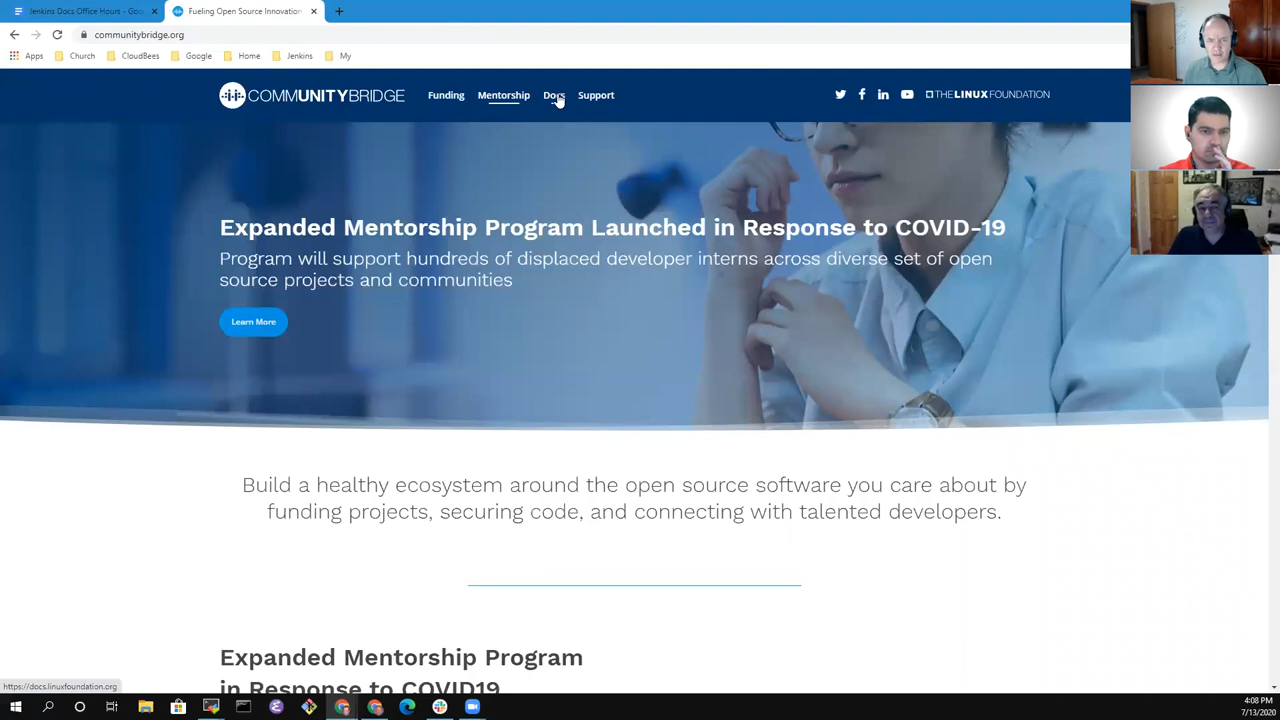 Jenkins Docs Office Hours - Goo
Fueling Open Source Innovation
communitybridge.org
Apps
Church
CloudBees
Google
Home
Jenkins
My
COMMUNITYBRIDGE
Funding
Mentorship
Docs
Support
THE LINUX FOUNDATION
Expanded Mentorship Program Launched in Response to COVID-19
Program will support hundreds of displaced developer interns across diverse set of open
source projects and communities
Learn More
Build a healthy ecosystem around the open source software you care about by
funding projects, securing code, and connecting with talented developers.
Expanded Mentorship Program
in Response to COVID19
https://docs.linuxfoundation.org
4:08 PM
7/13/2020